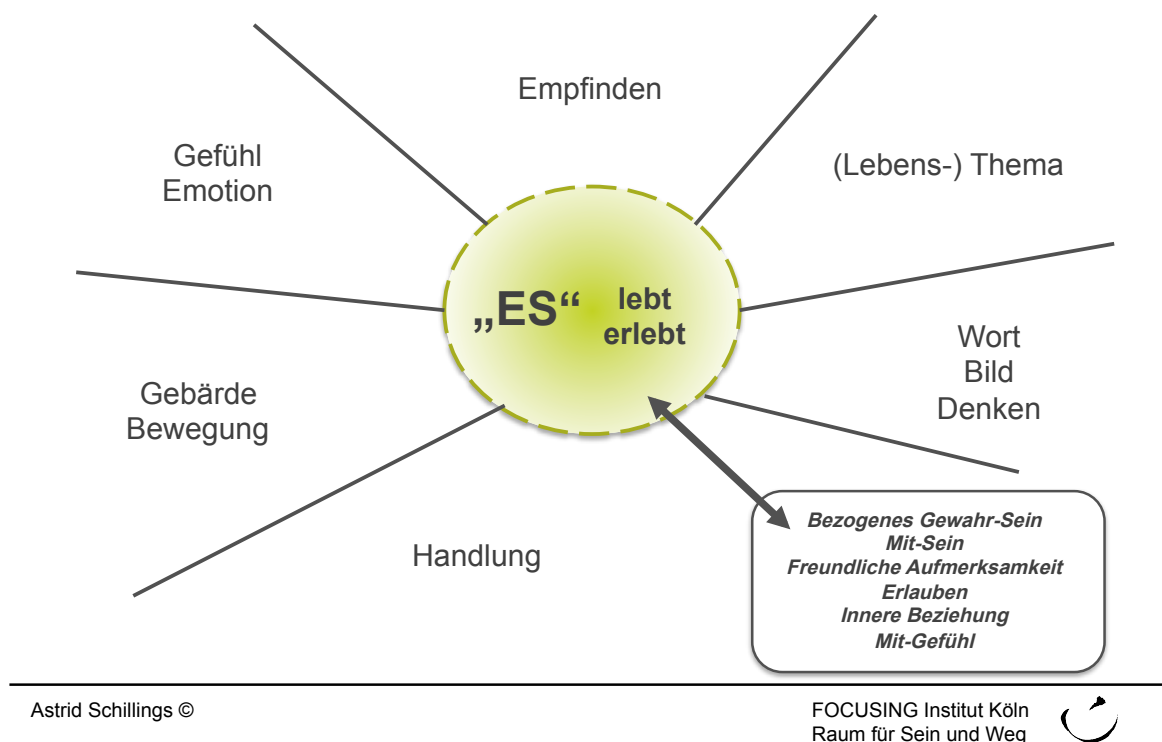 Empfinden
Gefühl
Emotion
(Lebens-) Thema
„ES“ lebt
erlebt
Wort
Bild
Denken
Gebärde
Bewegung
Handlung
Bezogenes Gewahr-Sein
Mit-Sein
Freundliche Aufmerksamkeit
Erlauben
Innere Beziehung
Mit-Gefühl
Astrid Schillings ©
FOCUSING Institut Köln
Raum für Sein und Weg